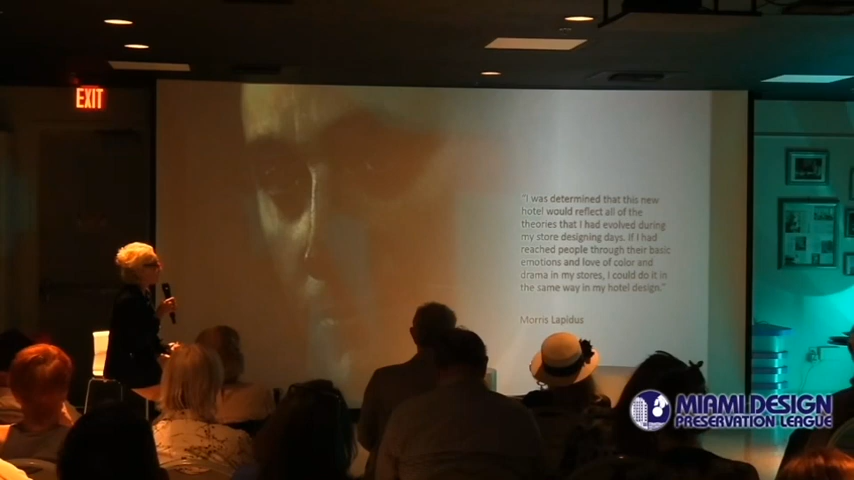 EXIT
"I was determined that this new
hotel would reflect all of the
theories that I had evolved during
my store designing days. If I had
reached people through their basic
emotions and love of color and
drama in my stores, I could do it in
the same way in my hotel design."
Morris Lapidus
MIAMI DESIGN
PRESERVATION LEAGUE